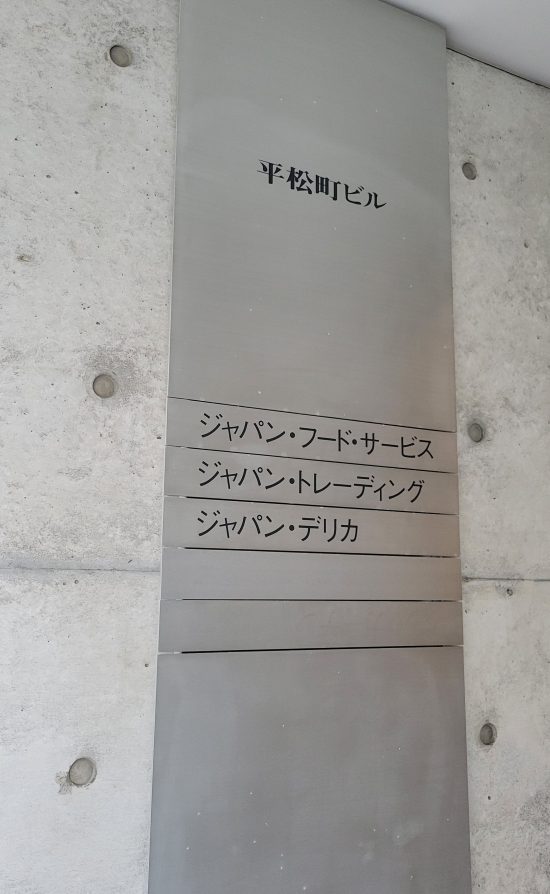 平松町ビル
ジャパン・フード・サービス
ジャパン・トレーディング
ジャパン・デリカ